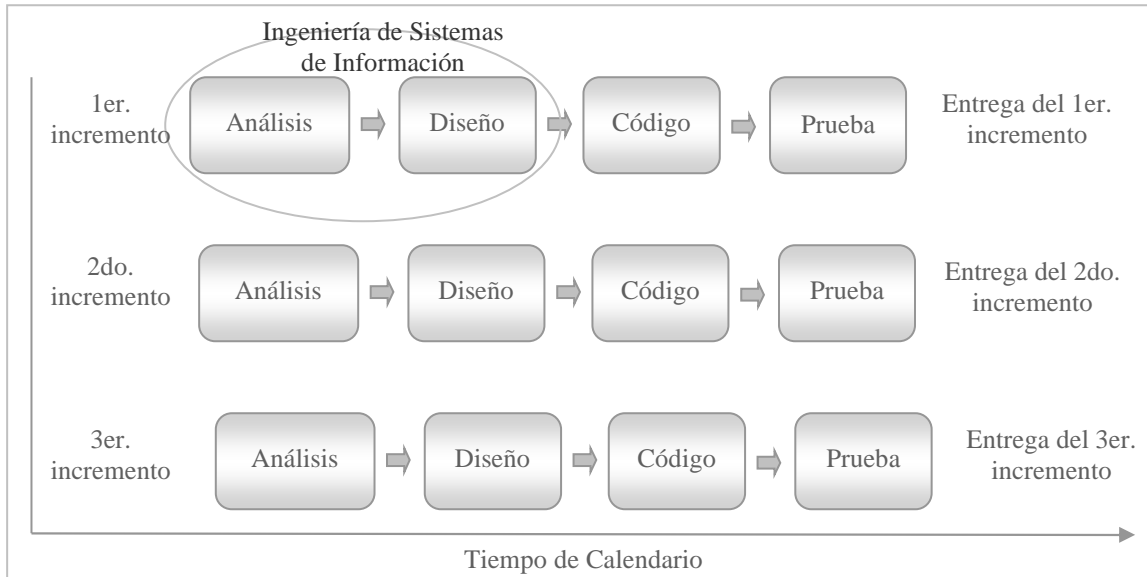 Ingeniería de Sistemas
de Información
1er.
incremento
Análisis
Diseño
Código
Prueba
Entrega del 1er.
incremento
2do.
incremento
Análisis
Diseño
Código
Prueba
Entrega del 2do.
incremento
3er.
incremento
Análisis
Diseño
Código
Prueba
Entrega del 3er.
incremento
Tiempo de Calendario